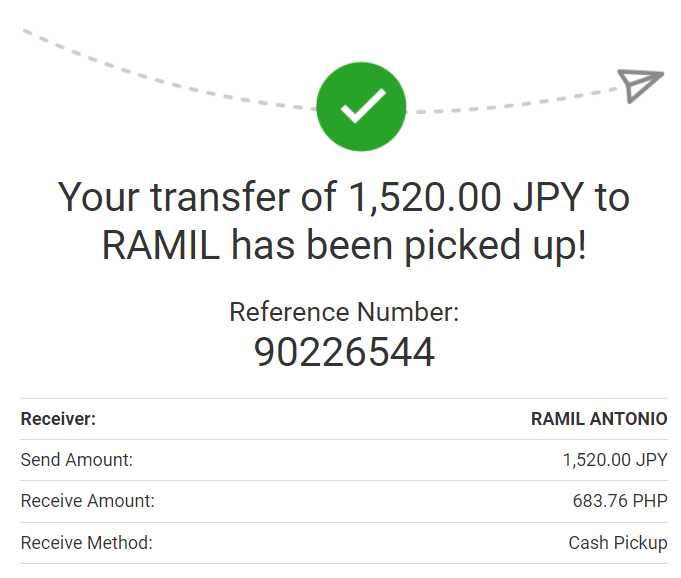 Your transfer of 1,520.00 JPY to
RAMIL has been picked up!
Reference Number:
90226544
Receiver: RAMIL ANTONIO
Send Amount: 1,520.00 JPY
Receive Amount: 683.76 PHP
Receive Method: Cash Pickup